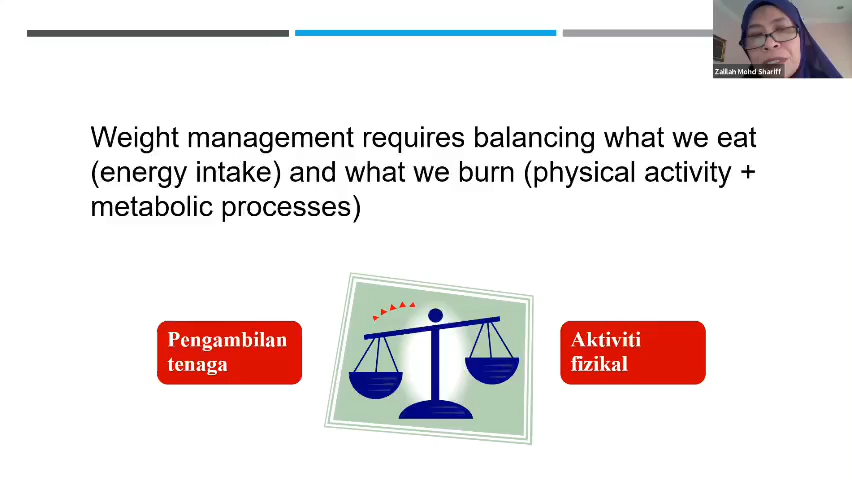 Zalilah Mohd Shariff
Weight management requires balancing what we eat
(energy intake) and what we burn (physical activity +
metabolic processes)
Pengambilan
tenaga
Aktiviti
fizikal